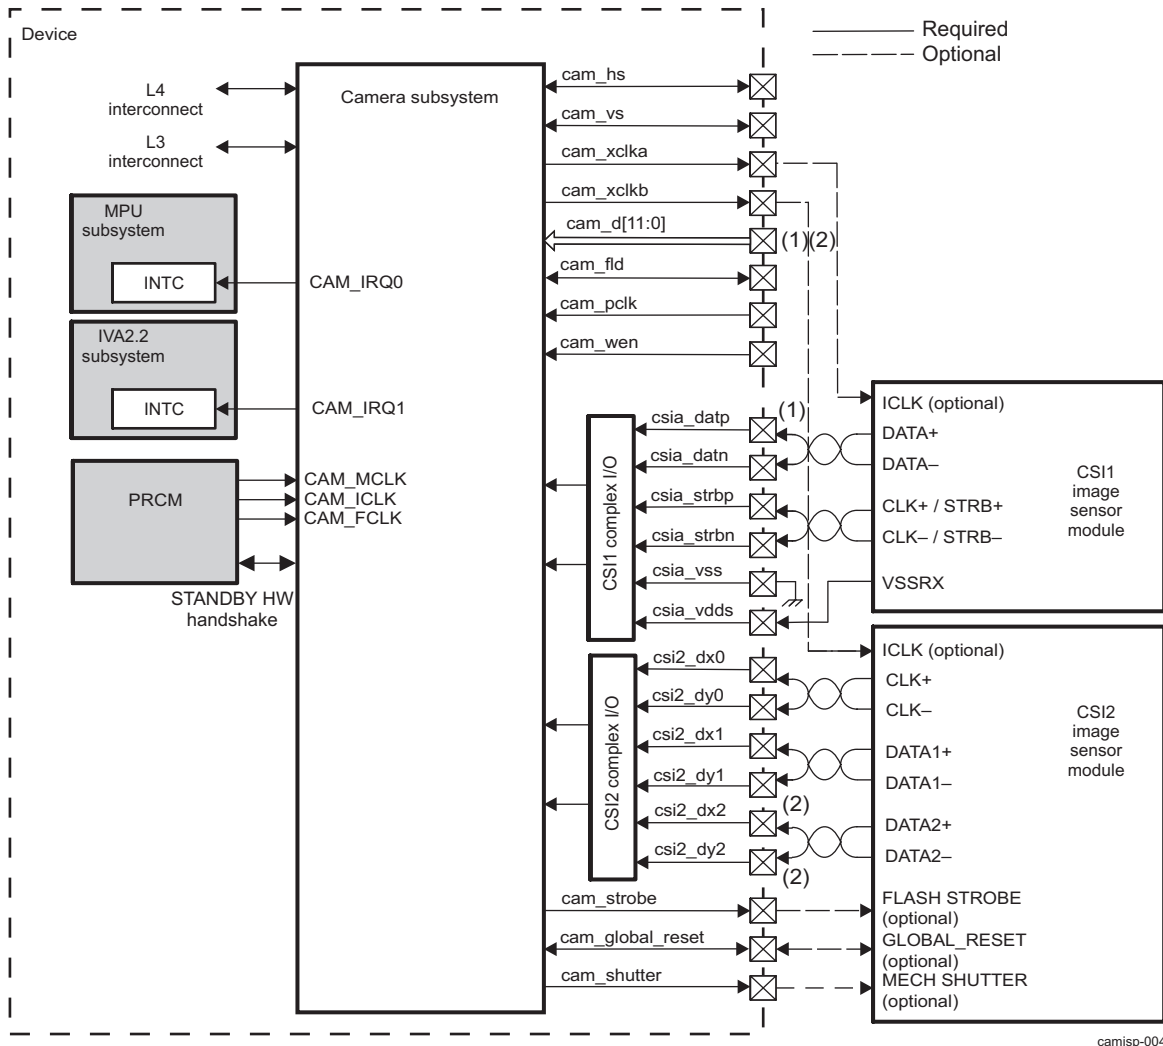 Device
Required
Optional
L4
interconnect
L3
interconnect
Camera subsystem
MPU
subsystem
INTC
CAM_IRQ0
IVA2.2
subsystem
INTC
CAM_IRQ1
PRCM
CAM_MCLK
CAM_ICLK
CAM_FCLK
STANDBY HW
handshake
cam_hs
cam_vs
cam_xclka
cam_xclkb
cam_d[11:0]
(1)(2)
cam_fld
cam_pclk
cam_wen
CSI1 complex I/O
csia_datp
(1)
csia_datn
csia_strbp
csia_strbn
csia_vss
csia_vdds
ICLK (optional)
DATA+
DATA–
CLK+ / STRB+
CLK– / STRB–
VSSRX
CSI1
image
sensor
module
CSI2 complex I/O
csi2_dx0
csi2_dy0
csi2_dx1
csi2_dy1
(2)
csi2_dx2
csi2_dy2
(2)
ICLK (optional)
CLK+
CLK–
DATA1+
DATA1–
DATA2+
DATA2–
CSI2
image
sensor
module
cam_strobe
cam_global_reset
cam_shutter
FLASH STROBE
(optional)
GLOBAL_RESET
(optional)
MECH SHUTTER
(optional)
camisp-004